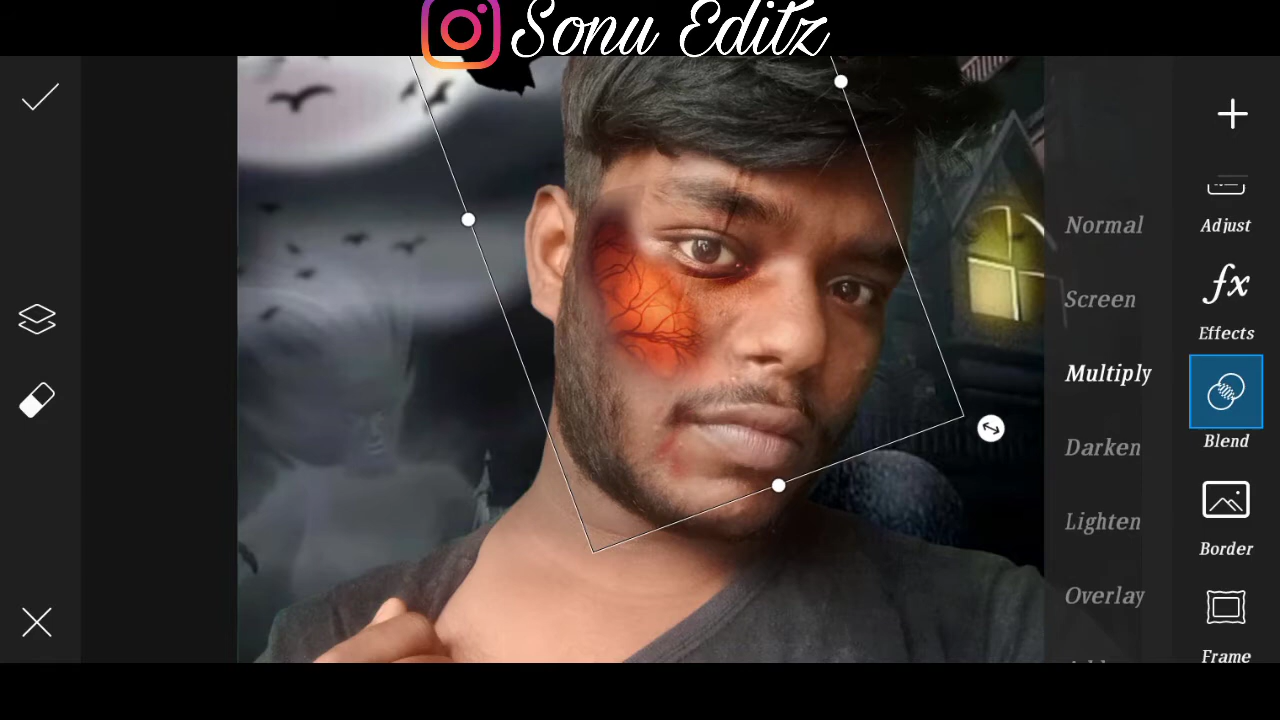 Sonu Editz
Adjust
Normal
Screen
Effects
Multiply
Blend
Darken
Lighten
Border
Overlay
Frame